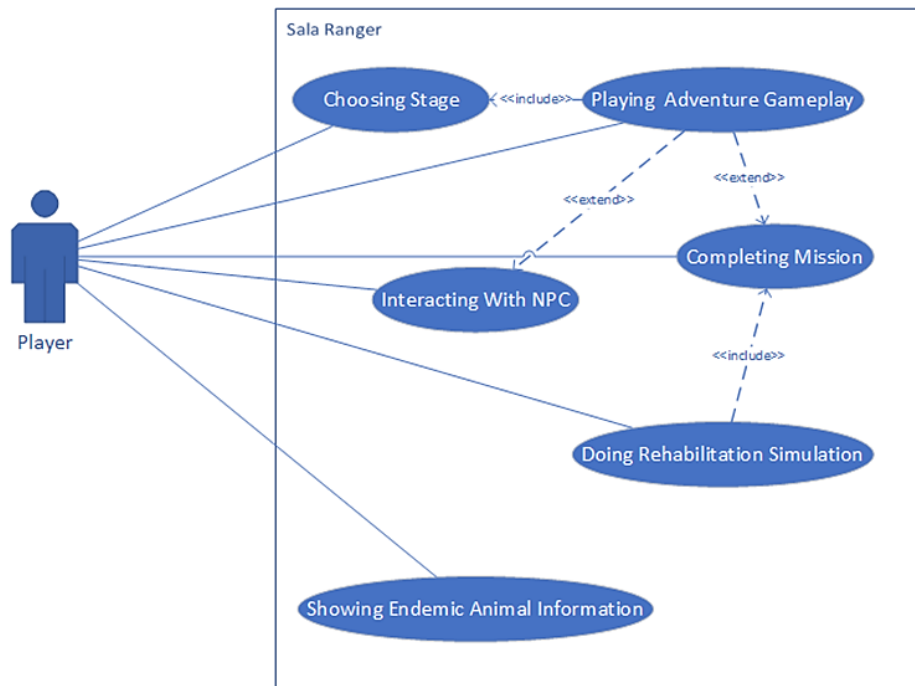 Sala Ranger
Choosing Stage
<<include>>
Playing Adventure Gameplay
<<extend>>
<<extend>>
Completing Mission
Interacting With NPC
Player
<<include>>
Doing Rehabilitation Simulation
Showing Endemic Animal Information